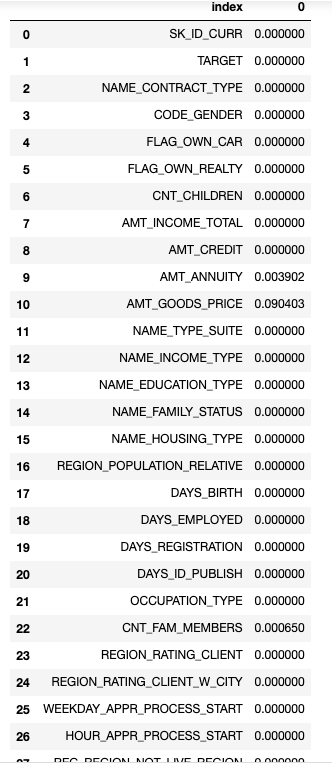 index 0
0 SK_ID_CURR 0.000000
1 TARGET 0.000000
2 NAME_CONTRACT_TYPE 0.000000
3 CODE_GENDER 0.000000
4 FLAG_OWN_CAR 0.000000
5 FLAG_OWN_REALTY 0.000000
6 CNT_CHILDREN 0.000000
7 AMT_INCOME_TOTAL 0.000000
8 AMT_CREDIT 0.000000
9 AMT_ANNUITY 0.003902
10 AMT_GOODS_PRICE 0.090403
11 NAME_TYPE_SUITE 0.000000
12 NAME_INCOME_TYPE 0.000000
13 NAME_EDUCATION_TYPE 0.000000
14 NAME_FAMILY_STATUS 0.000000
15 NAME_HOUSING_TYPE 0.000000
16 REGION_POPULATION_RELATIVE 0.000000
17 DAYS_BIRTH 0.000000
18 DAYS_EMPLOYED 0.000000
19 DAYS_REGISTRATION 0.000000
20 DAYS_ID_PUBLISH 0.000000
21 OCCUPATION_TYPE 0.000000
22 CNT_FAM_MEMBERS 0.000650
23 REGION_RATING_CLIENT 0.000000
24 REGION_RATING_CLIENT_W_CITY 0.000000
25 WEEKDAY_APPR_PROCESS_START 0.000000
26 HOUR_APPR_PROCESS_START 0.000000
27 REG_REGION_NOT_LIVE_REGION